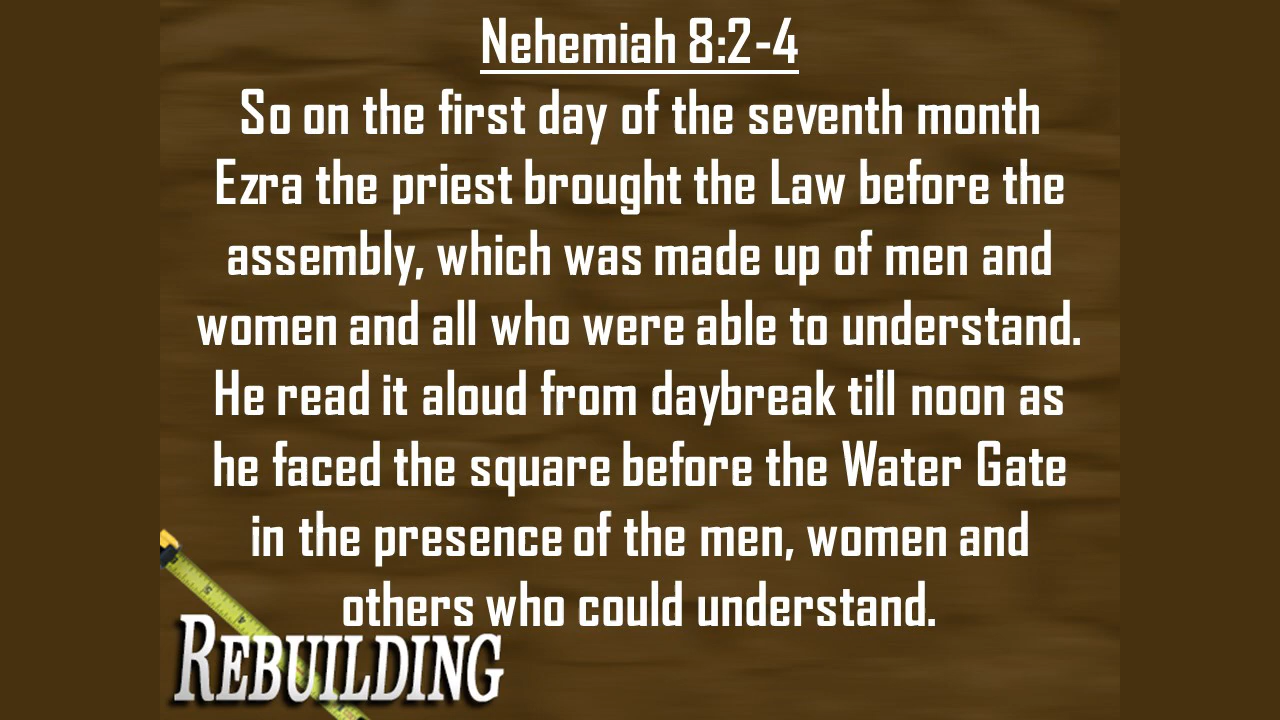 Nehemiah 8:2-4
So on the first day of the seventh month
Ezra the priest brought the Law before the
assembly, which was made up of men and
women and all who were able to understand.
He read it aloud from daybreak till noon as
he faced the square before the Water Gate
in the presence of the men, women and
others who could understand.
REBUILDING